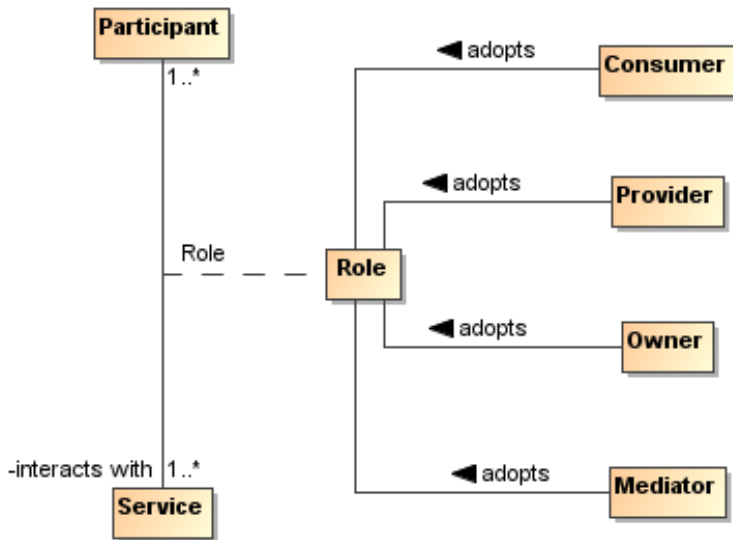 Participant
1..*
adopts
Consumer
adopts
Provider
Role
Role
adopts
Owner
-interacts with 1..*
adopts
Mediator
Service